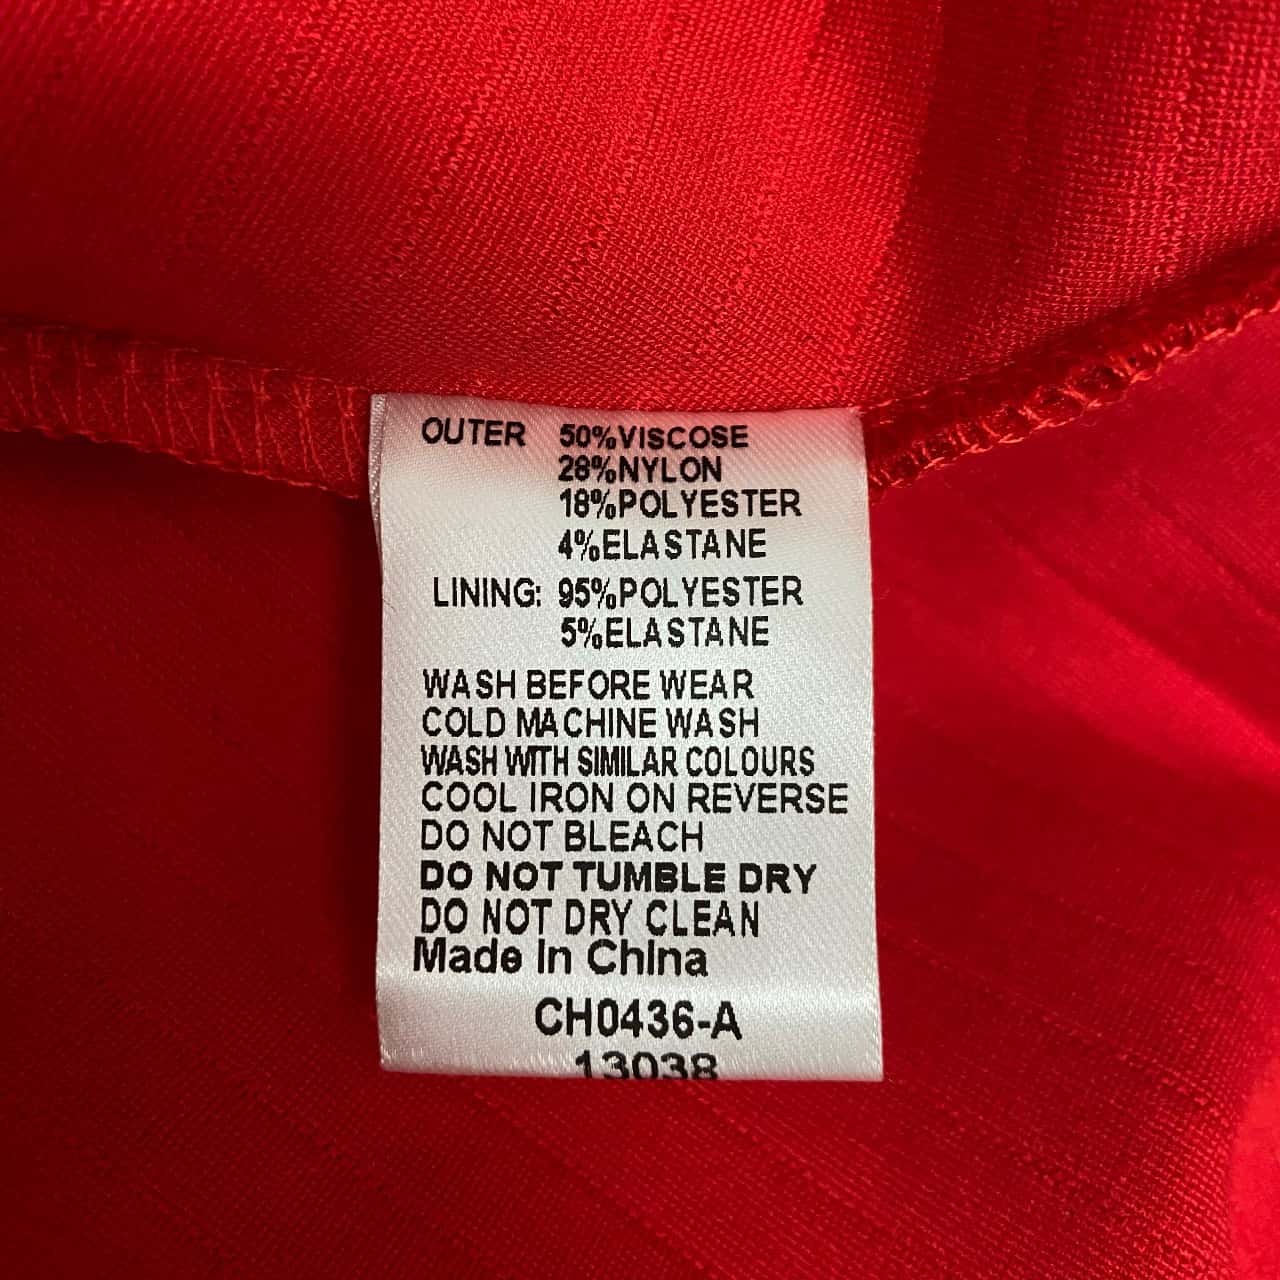 OUTER 50%VISCOSE
28%NYLON
18%POLYESTER
4%ELASTANE
LINING: 95%POLYESTER
5%ELASTANE
WASH BEFORE WEAR
COLD MACHINE WASH
WASH WITH SIMILAR COLOURS
COOL IRON ON REVERSE
DO NOT BLEACH
DO NOT TUMBLE DRY
DO NOT DRY CLEAN
Made In China
CH0436-A
13038